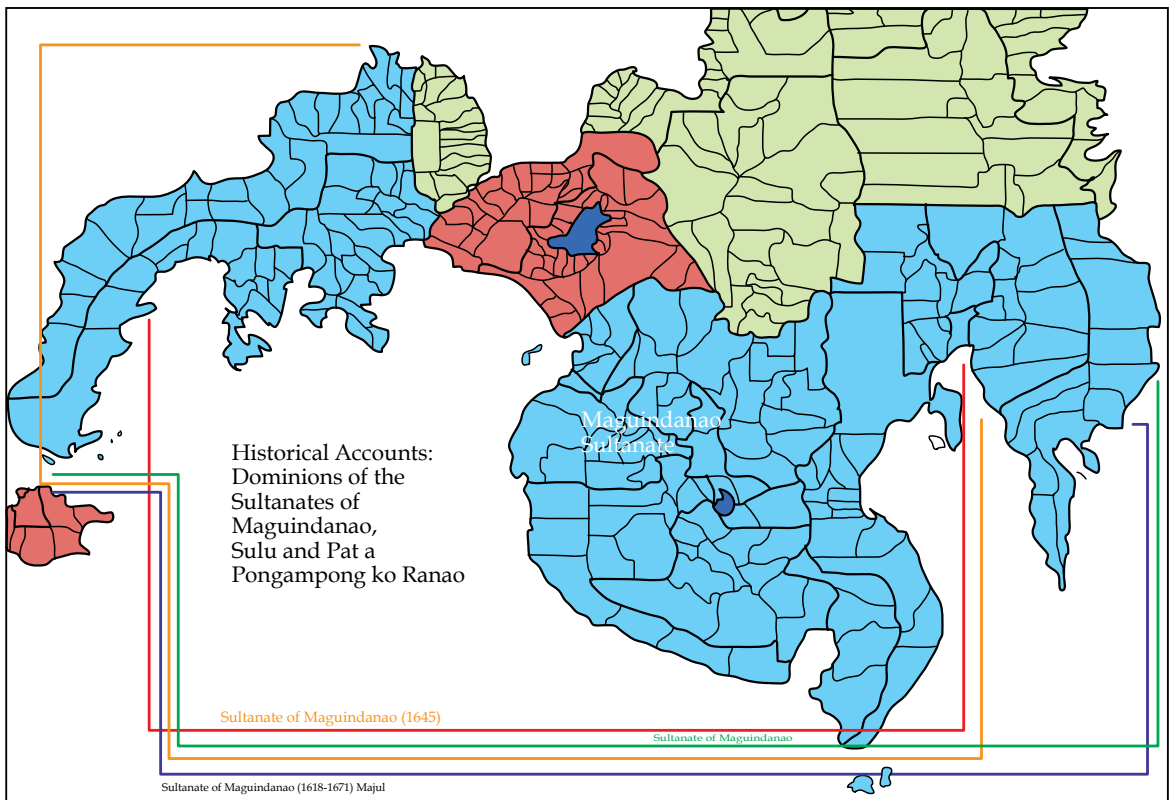 Maguindanao
Sultanate
Historical Accounts:
Dominions of the
Sultanates of
Maguindanao,
Sulu and Pat a
Pongampong ko Ranao
Sultanate of Maguindanao (1645)
Sultanate of Maguindanao
Sultanate of Maguindanao (1618-1671) Majul